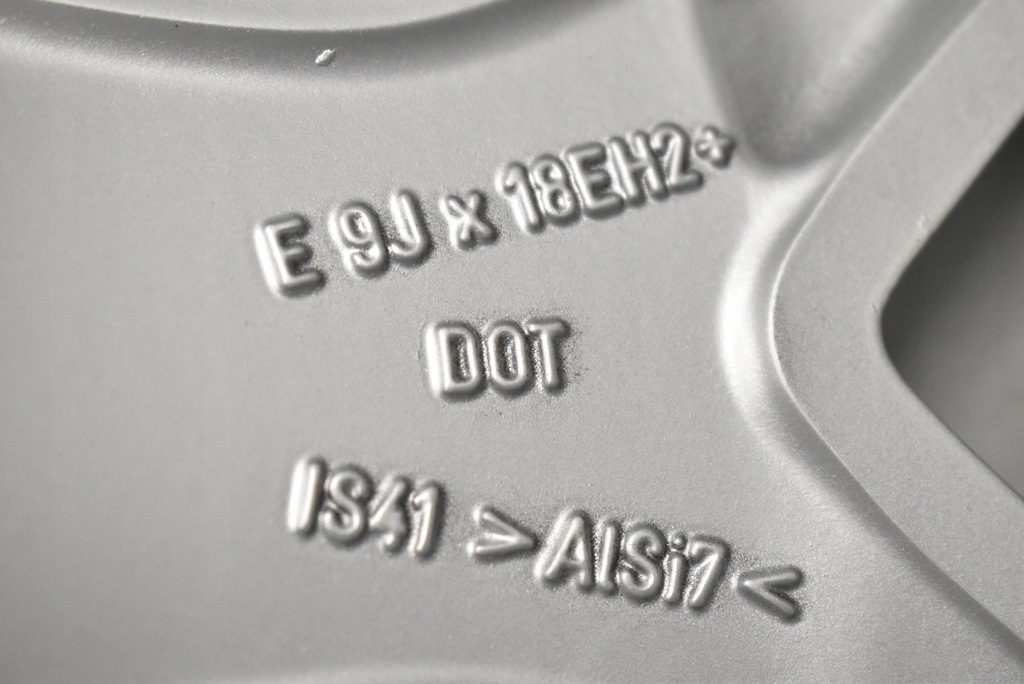 E 9J x 18EH2+
DOT
IS41 >AlSi7<